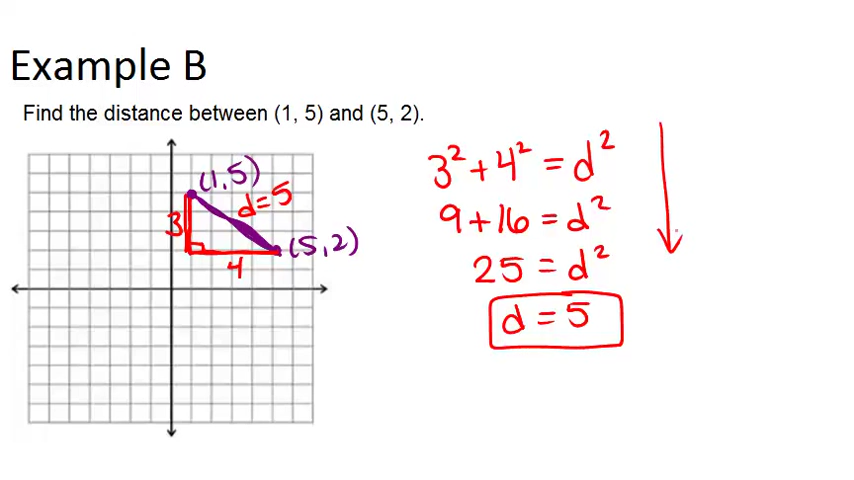 Example B
Find the distance between (1, 5) and (5, 2).
(1,5)
d=5
3
(5,2)
4
3² + 4² = d²
9 + 16 = d²
25 = d²
d = 5